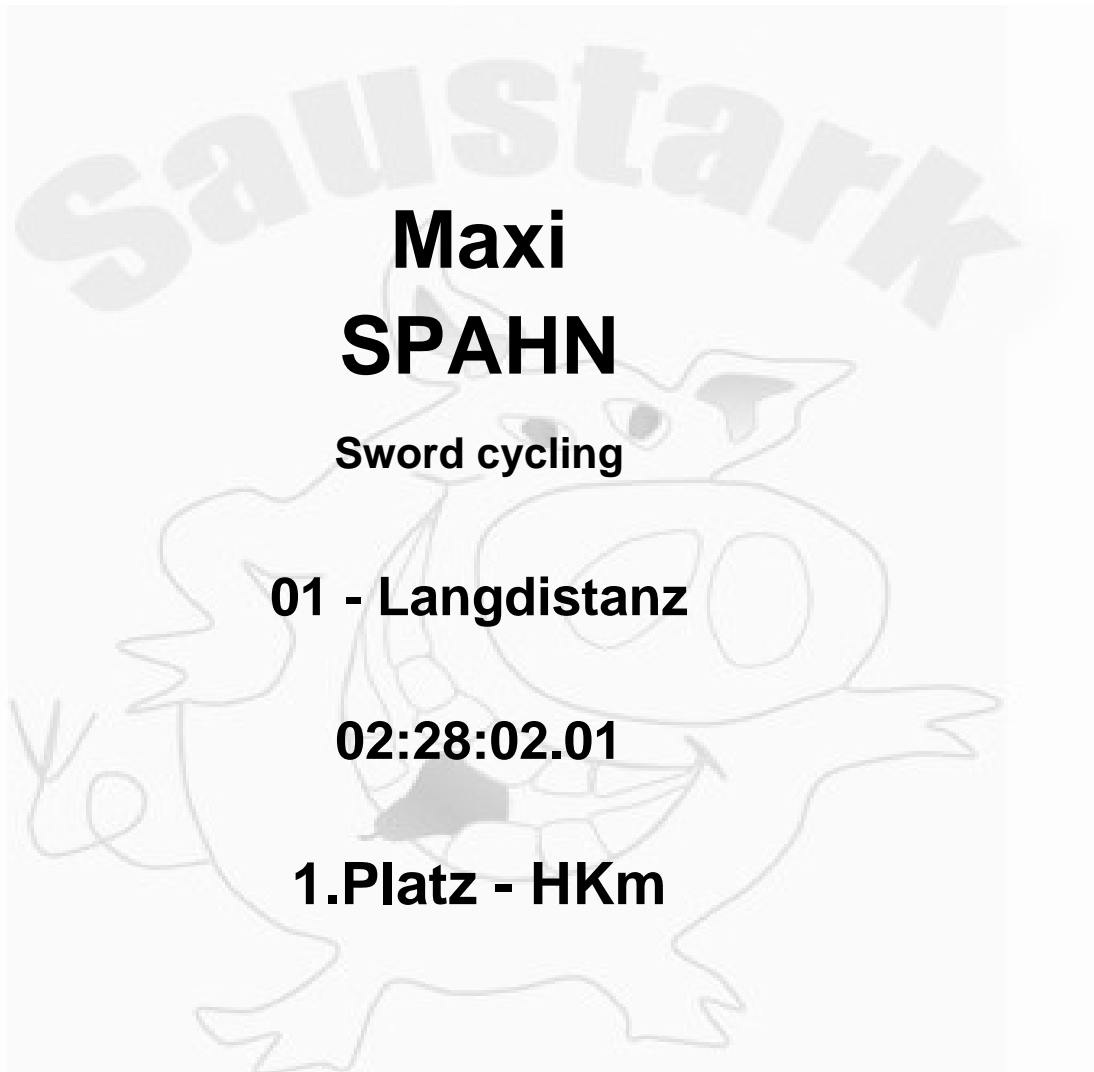 Saustark
Maxi
SPAHN
Sword cycling
01 - Langdistanz
02:28:02.01
1.Platz - HKm